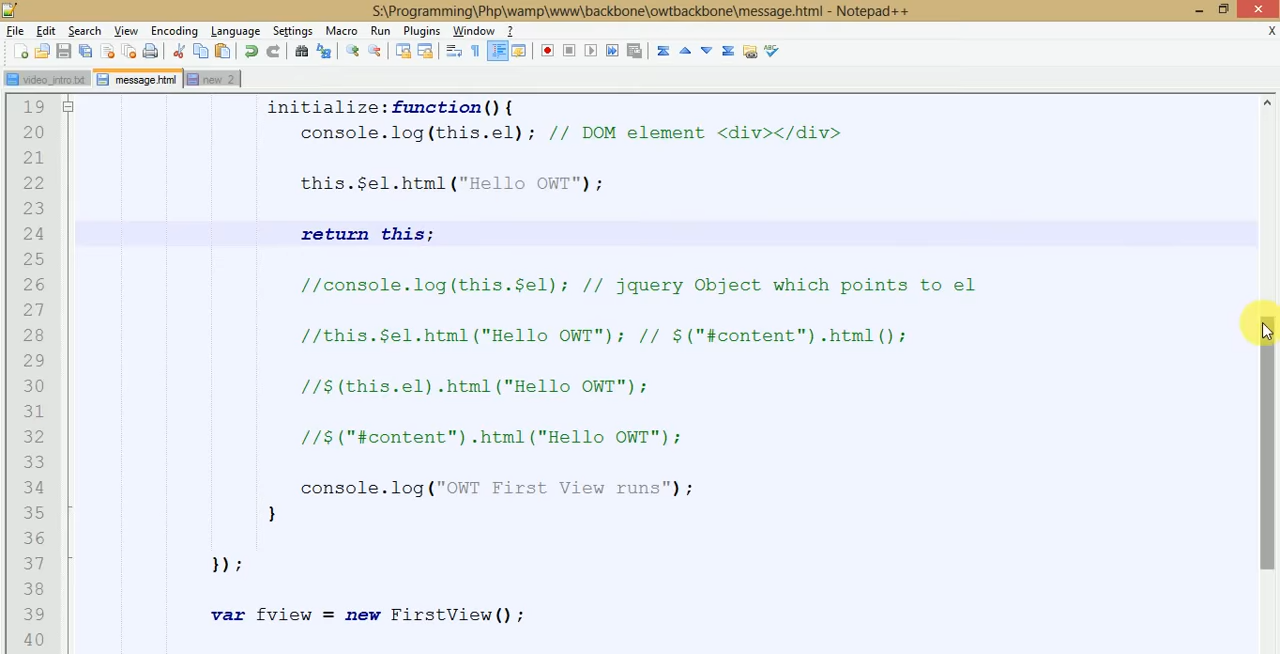 S:\Programming\Php\wamp\www\backbone\owtbackbone\message.html - Notepad++
File Edit Search View Encoding Language Settings Macro Run Plugins Window ? X
video_intro.txt message.html new 2
19 initialize:function(){
20 console.log(this.el); // DOM element <div></div>
21
22 this.$el.html("Hello OWT");
23
24 return this;
25
26 //console.log(this.$el); // jquery Object which points to el
27
28 //this.$el.html("Hello OWT"); // $("#content").html();
29
30 //$(this.el).html("Hello OWT");
31
32 //$("#content").html("Hello OWT");
33
34 console.log("OWT First View runs");
35 }
36
37 });
38
39 var fview = new FirstView();
40